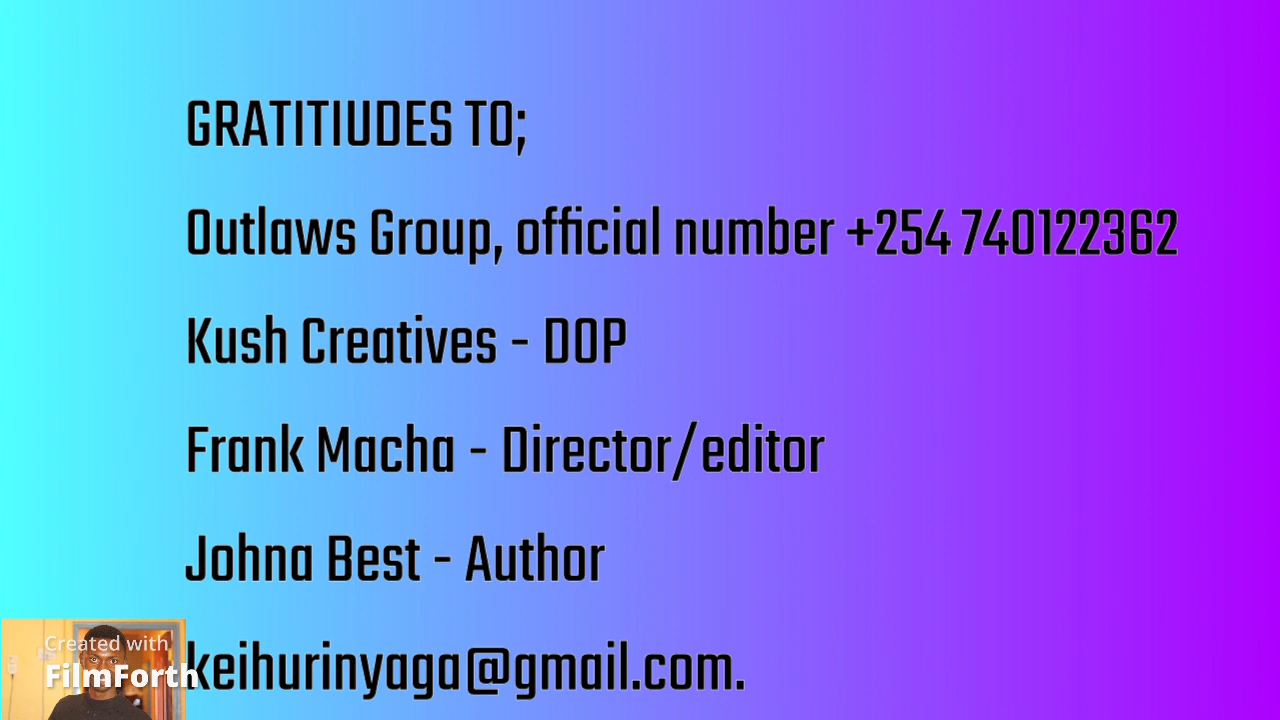 GRATITIUDES TO;
Outlaws Group, official number +254 740122362
Kush Creatives - DOP
Frank Macha - Director/editor
Johna Best - Author
keihurinyaga@gmail.com.
Created with
FilmForth